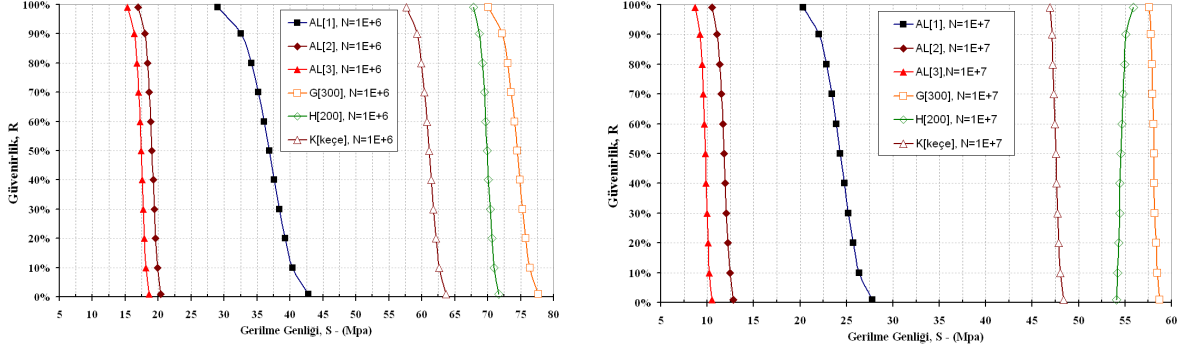 Güvenirlik, R
100%
90%
80%
70%
60%
50%
40%
30%
20%
10%
0%
AL[1], N=1E+6
AL[2], N=1E+6
AL[3], N=1E+6
G[300], N=1E+6
H[200], N=1E+6
K[keçe], N=1E+6
5 10 15 20 25 30 35 40 45 50 55 60 65 70 75 80
Gerilme Genligi, S - (Mpa)
Güvenirlik, R
100%
90%
80%
70%
60%
50%
40%
30%
20%
10%
0%
AL[1], N=1E+7
AL[2], N=1E+7
AL[3],N=1E+7
G[300], N=1E+7
H[200], N=1E+7
K[keçe], N=1E+7
5 10 15 20 25 30 35 40 45 50 55 60
Gerilme Genligi, S - (Mpa)